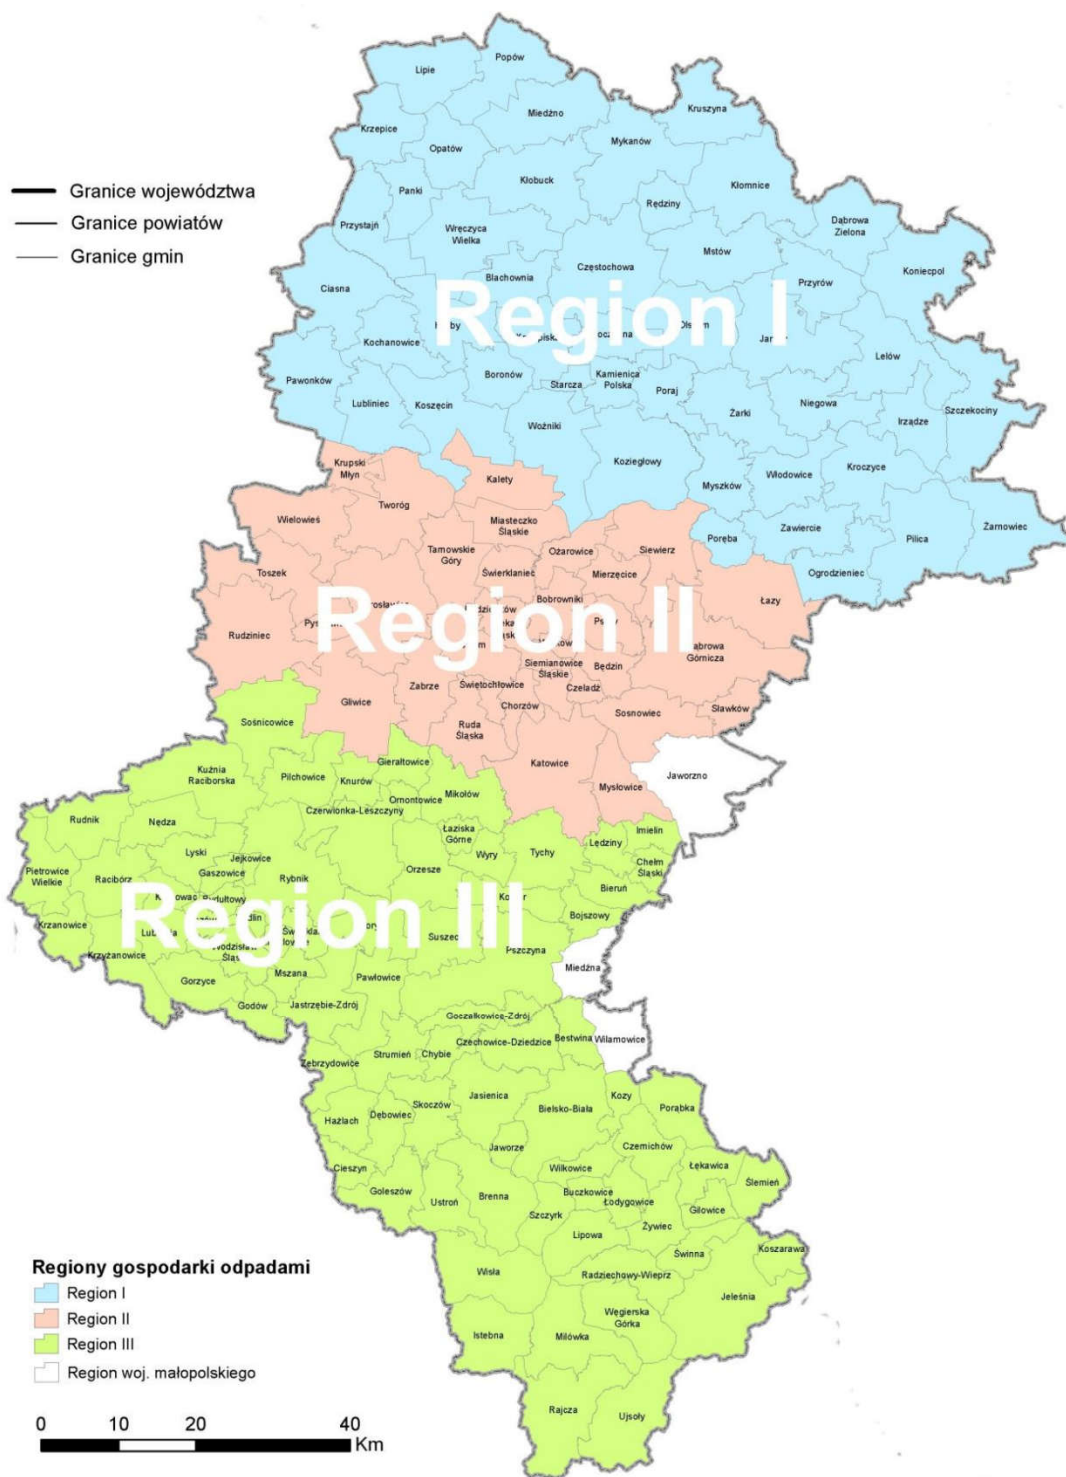 Popów
Lipie
Kruszyna
Miedźno
Krzepice
Mykanów
Opatów
Kłobuck
Panki
Kłomnice
Rędziny
Przystajń
Dąbrowa
Zielona
Wręczyca
Wielka
Mstów
Częstochowa
Koniecpol
Blachownia
Przyrów
Ciasna
Region I
Kochanowice
Lelów
Boronów
Kamienica
Polska
Pawonków
Starcza
Poraj
Lubliniec
Koszęcin
Żarki
Niegowa
Szczekociny
Irządze
Woźniki
Koziegłowy
Kroczyce
Włodowice
Myszków
Żarnowiec
Zawiercie
Poręba
Pilica
Ogrodzieniec
Granice województwa
Granice powiatów
Granice gmin
Krupski
Młyn
Kalety
Tworóg
Wielowieś
Miasteczko
Śląskie
Tarnowskie
Góry
Ożarowice
Siewierz
Toszek
Świerklaniec
Mierzęcice
Bobrowniki
Łazy
Region II
Rudziniec
Górnicza
Siemianowice
Śląskie
Będzin
Zabrze
Świętochłowice
Czeladź
Gliwice
Chorzów
Sławków
Sosnowiec
Ruda
Śląska
Katowice
Mysłowice
Jaworzno
Sośnicowice
Gierałtowice
Kuźnia
Raciborska
Pilchowice
Knurów
Mikołów
Ornontowice
Czerwionka-Leszczyny
Rudnik
Nędza
Łaziska
Górne
Imielin
Lędziny
Lyski
Jejkowice
Wyry
Tychy
Chełm
Śląski
Pietrowice
Wielkie
Racibórz
Gaszowice
Rybnik
Orzesze
Bieruń
Region III
Bojszowy
Krzanowice
Suszec
Pszczyna
Krzyżanowice
Miedźna
Gorzyce
Mszana
Pawłowice
Godów
Jastrzębie-Zdrój
Goczałkowice-Zdrój
Bestwina
Wilamowice
Czechowice-Dziedzice
Strumień
Chybie
Zebrzydowice
Jasienica
Kozy
Skoczów
Bielsko-Biała
Porąbka
Hażlach
Dębowiec
Jaworze
Czernichów
Cieszyn
Wilkowice
Łękawica
Ślemień
Goleszów
Ustroń
Brenna
Buczkowice
Łodygowice
Gilowice
Szczyrk
Żywiec
Lipowa
Koszarawa
Świnna
Wisła
Radziechowy-Wieprz
Jeleśnia
Węgierska
Górka
Istebna
Milówka
Rajcza
Ujsoły
Regiony gospodarki odpadami
Region I
Region II
Region III
Region woj. małopolskiego
0 10 20 40
Km